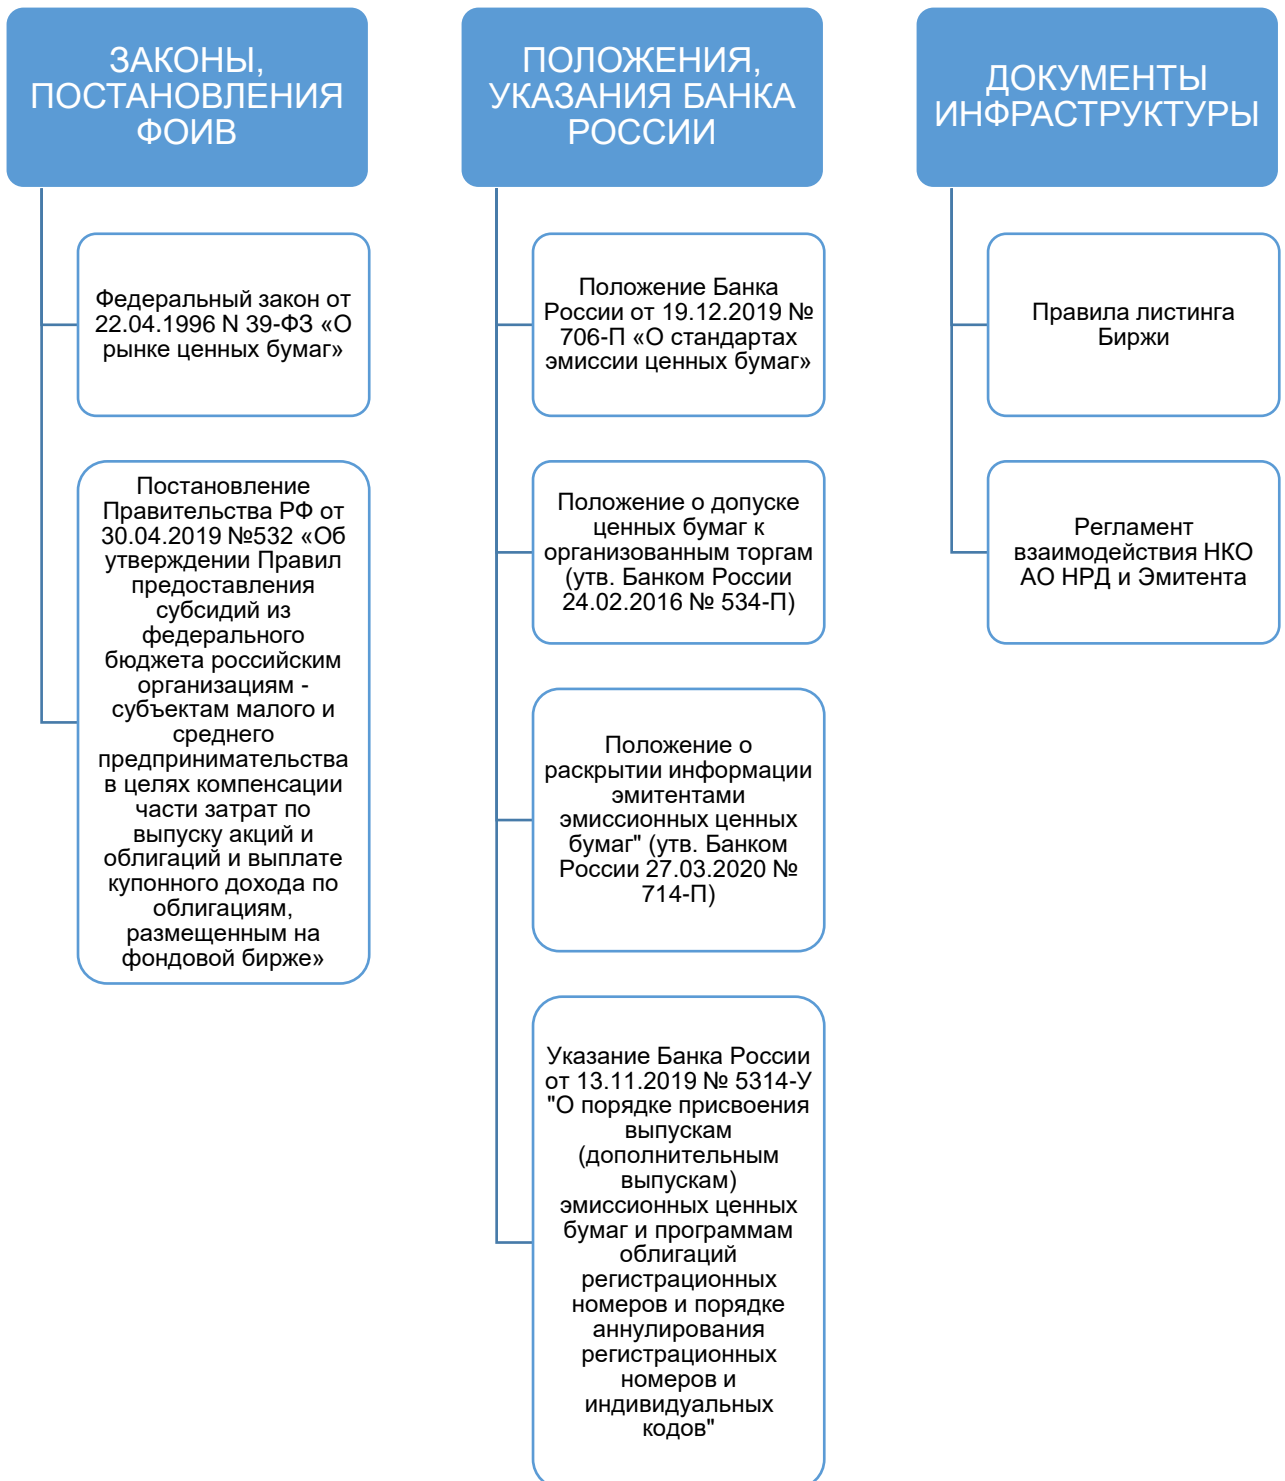 ЗАКОНЫ,
ПОСТАНОВЛЕНИЯ
ФОИВ
Федеральный закон от
22.04.1996 N 39-ФЗ «О
рынке ценных бумаг»
Постановление
Правительства РФ от
30.04.2019 №532 «Об
утверждении Правил
предоставления
субсидий из
федерального
бюджета российским
организациям -
субъектам малого и
среднего
предпринимательства
в целях компенсации
части затрат по
выпуску акций и
облигаций и выплате
купонного дохода по
облигациям,
размещенным на
фондовой бирже»
ПОЛОЖЕНИЯ,
УКАЗАНИЯ БАНКА
РОССИИ
Положение Банка
России от 19.12.2019 №
706-П «О стандартах
эмиссии ценных бумаг»
Положение о допуске
ценных бумаг к
организованным торгам
(утв. Банком России
24.02.2016 № 534-П)
Положение о
раскрытии информации
эмитентами
эмиссионных ценных
бумаг" (утв. Банком
России 27.03.2020 №
714-П)
Указание Банка России
от 13.11.2019 № 5314-У
"О порядке присвоения
выпускам
(дополнительным
выпускам)
эмиссионных ценных
бумаг и программам
облигаций
регистрационных
номеров и порядке
аннулирования
регистрационных
номеров и
индивидуальных
кодов"
ДОКУМЕНТЫ
ИНФРАСТРУКТУРЫ
Правила листинга
Биржи
Регламент
взаимодействия НКО
АО НРД и Эмитента